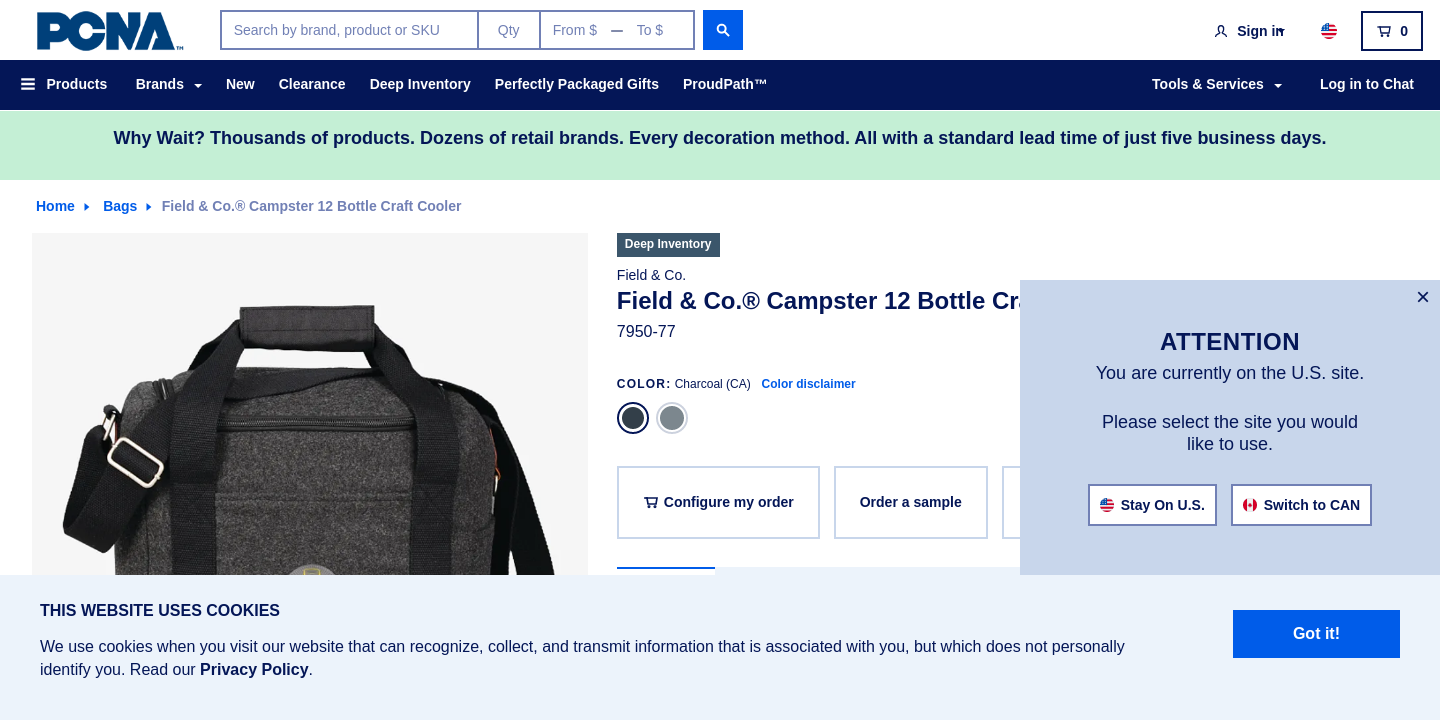 PCNA™
Search by brand, product or SKU
Qty
From $ — To $
Sign in
0
Products
Brands
New
Clearance
Deep Inventory
Perfectly Packaged Gifts
ProudPath™
Tools & Services
Log in to Chat
Why Wait? Thousands of products. Dozens of retail brands. Every decoration method. All with a standard lead time of just five business days.
Home
Bags
Field & Co.® Campster 12 Bottle Craft Cooler
Deep Inventory
Field & Co.
Field & Co.® Campster 12 Bottle Cra
7950-77
COLOR: Charcoal (CA) Color disclaimer
Configure my order
Order a sample
×
ATTENTION
You are currently on the U.S. site.
Please select the site you would
like to use.
Stay On U.S.
Switch to CAN
THIS WEBSITE USES COOKIES
We use cookies when you visit our website that can recognize, collect, and transmit information that is associated with you, but which does not personally
identify you. Read our Privacy Policy.
Got it!